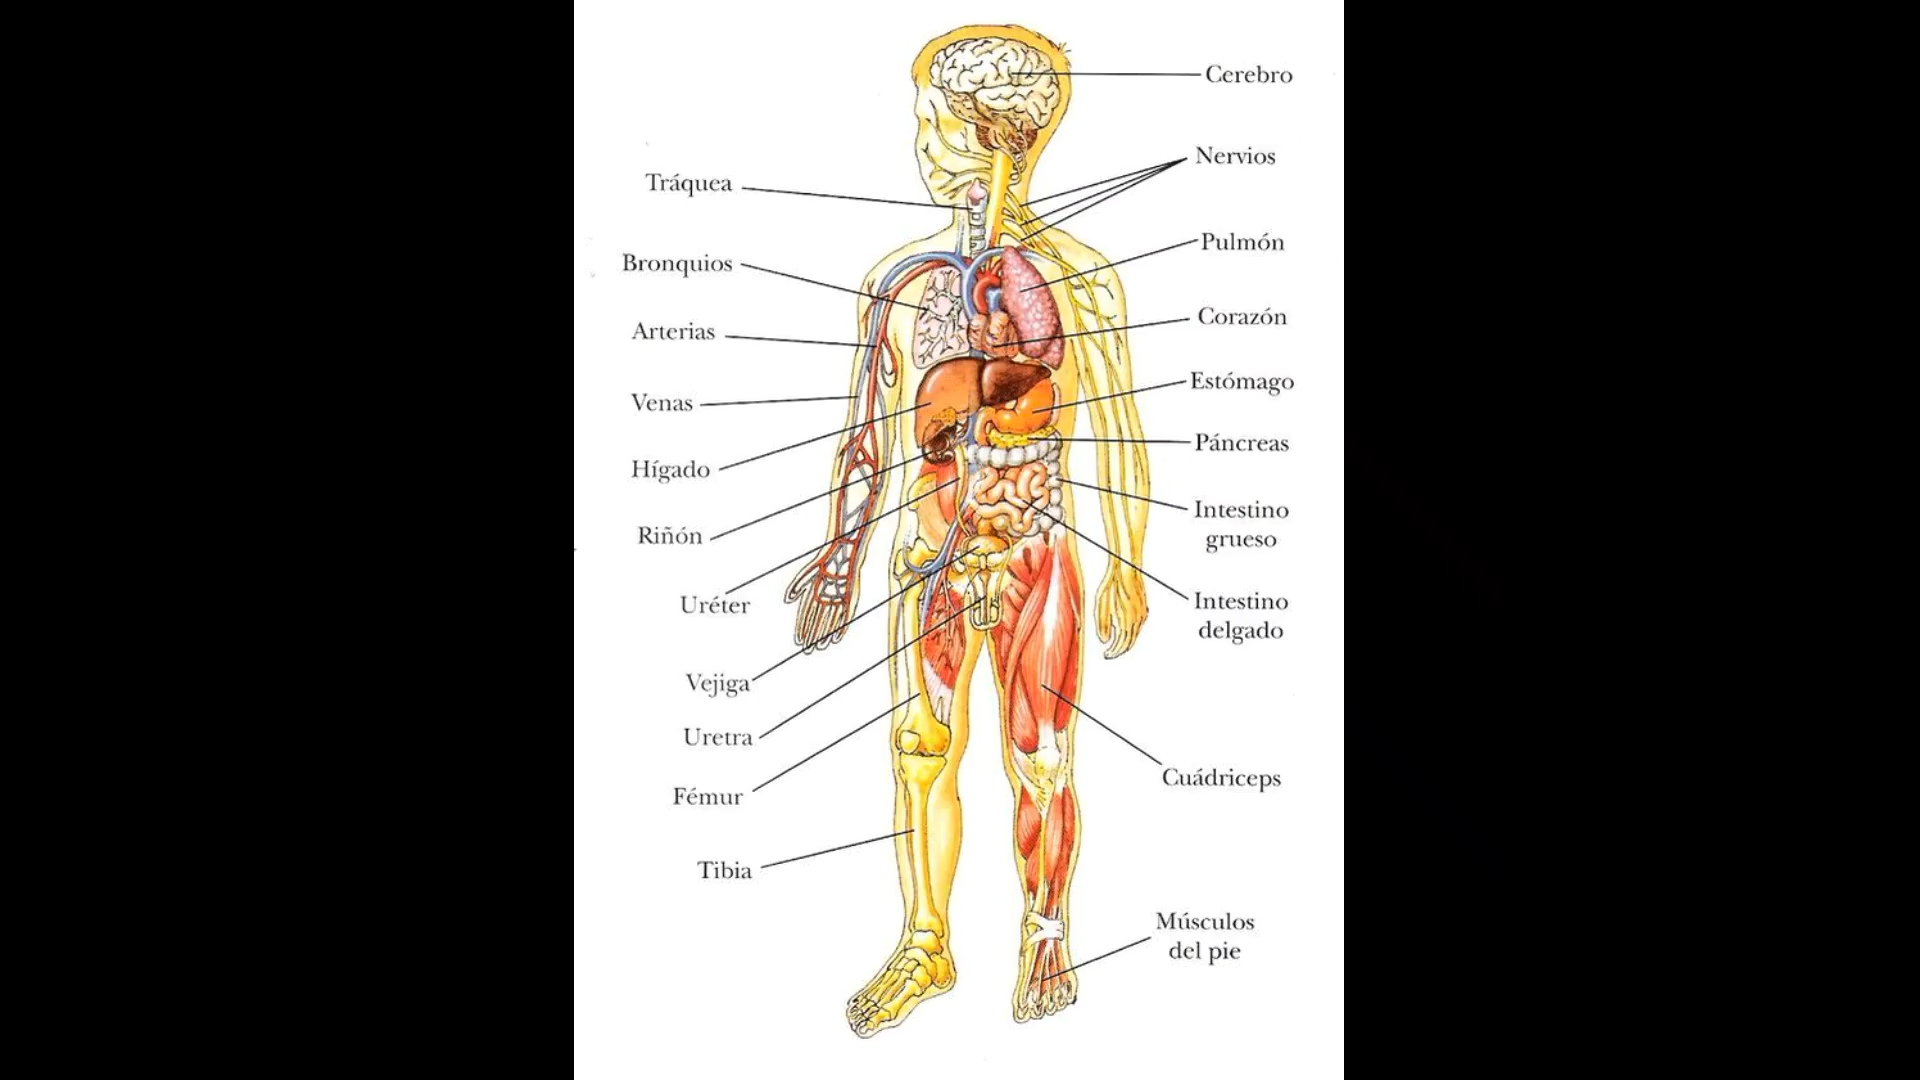 Cerebro
Nervios
Tráquea
Pulmón
Bronquios
Corazón
Arterias
Estómago
Venas
Páncreas
Hígado
Intestino
grueso
Riñón
Intestino
delgado
Uréter
Vejiga
Uretra
Cuádriceps
Fémur
Tibia
Músculos
del pie